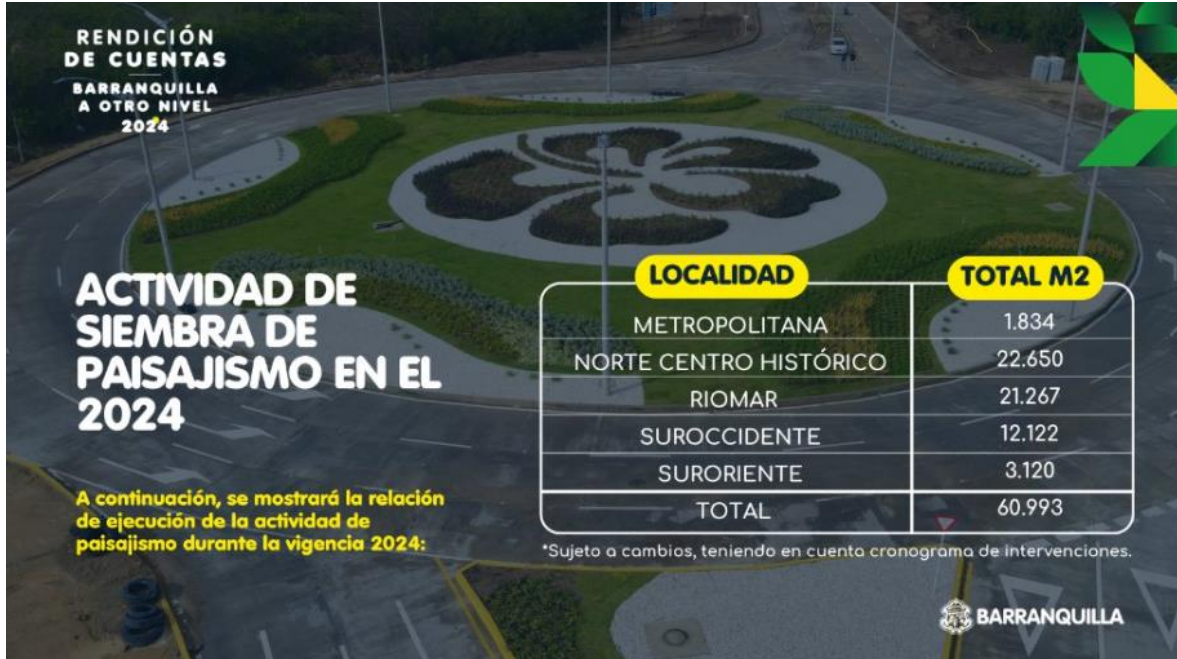 RENDICIÓN
DE CUENTAS
BARRANQUILLA
A OTRO NIVEL
2024
ACTIVIDAD DE
SIEMBRA DE
PAISAJISMO EN EL
2024
A continuación, se mostrará la relación
de ejecución de la actividad de
paisajismo durante la vigencia 2024:
LOCALIDAD TOTAL M2
METROPOLITANA 1.834
NORTE CENTRO HISTÓRICO 22.650
RIOMAR 21.267
SUROCCIDENTE 12.122
SURORIENTE 3.120
TOTAL 60.993
*Sujeto a cambios, teniendo en cuenta cronograma de intervenciones.
BARRANQUILLA